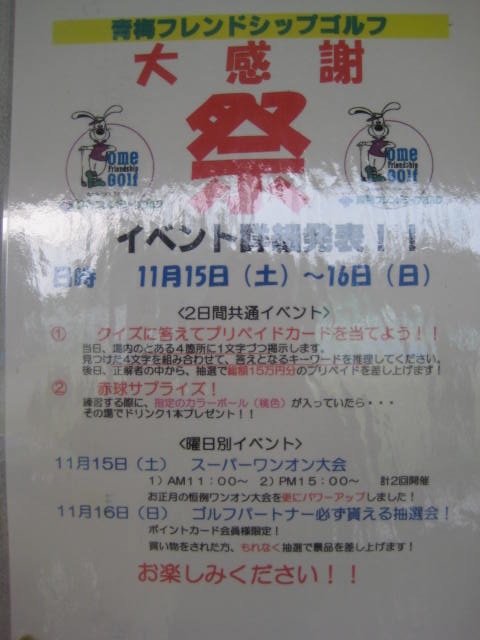 青梅フレンドシップゴルフ
大感謝
祭
ome
Friendship
Golf
ome
Friendship
Golf
青梅フレンドシップゴルフ
イベント詳細発表！！
日時 11月15日（土）～16日（日）
<2日間共通イベント>
① クイズに答えてプリペイドカードを当てよう！！
当日、場内のとある４箇所に１文字づつ掲示します。
見つけた４文字を組み合わせて、答えとなるキーワードを推理してください。
後日、正解者の中から、抽選で総額15万円分のプリペイドを差し上げます！
② 赤球サプライズ！
練習する際に、指定のカラーボール（桃色）が入っていたら・・・
その場でドリンク１本プレゼント！！
<曜日別イベント>
11月15日（土） スーパーワンオン大会
１）AM１１：００～ ２）PM１５：００～ 計２回開催
お正月の恒例ワンオン大会を更にパワーアップしました！
11月16日（日） ゴルフパートナー必ず貰える抽選会！
ポイントカード会員様限定！
買い物をされた方、もれなく抽選で景品を差し上げます！
お楽しみください！！